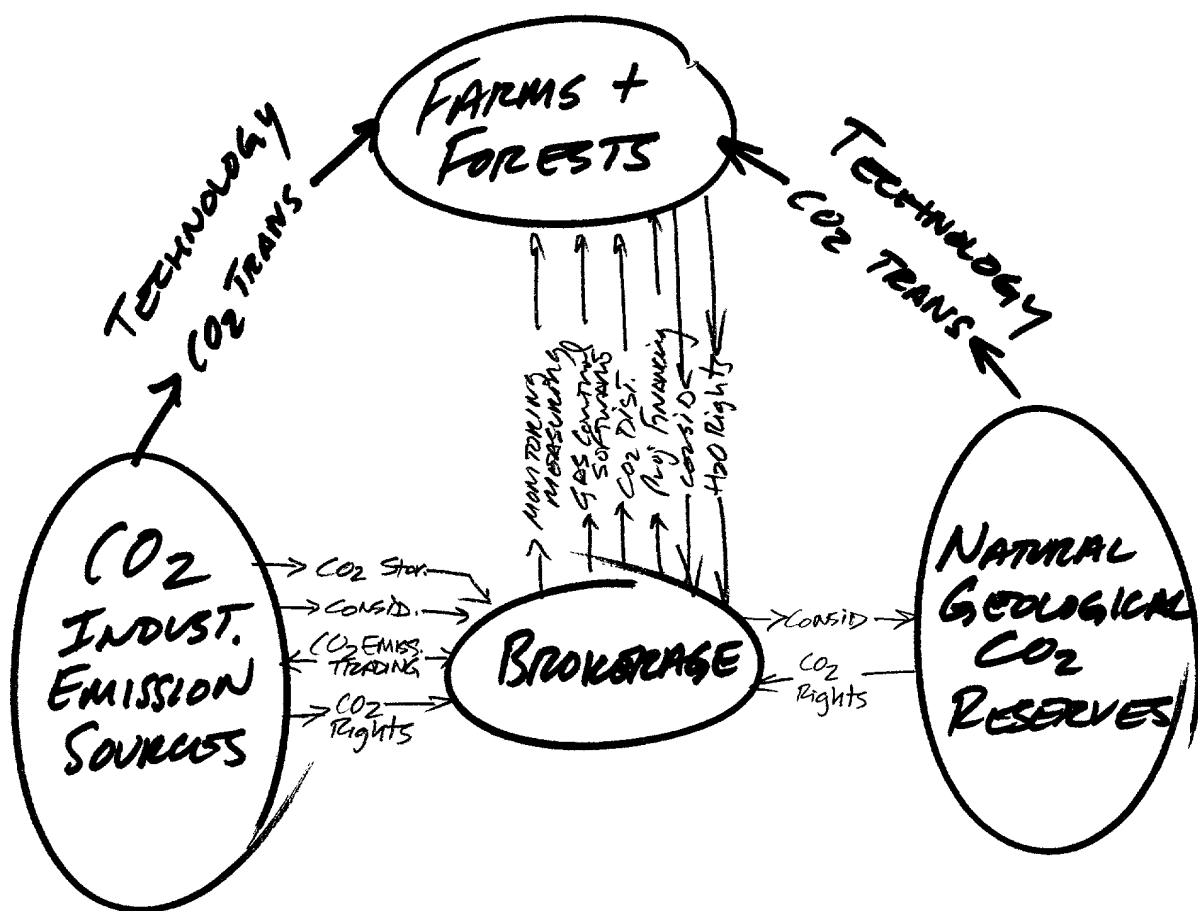 FARMS +
FORESTS
TECHNOLOGY
CO2 TRANS
TECHNOLOGY
CO2 TRANS
MONITORING
MEASURING
GAS CONTROL
SOFTWARE
CO2 DIST.
Proj FINANCING
CONSID
H2O Rights
CO2
INDUST.
EMISSION
SOURCES
CO2 Stor.
CONSID.
CO2 EMISS.
TRADING
CO2
Rights
BROKERAGE
CONSID
CO2
Rights
NATURAL
GEOLOGICAL
CO2
RESERVES